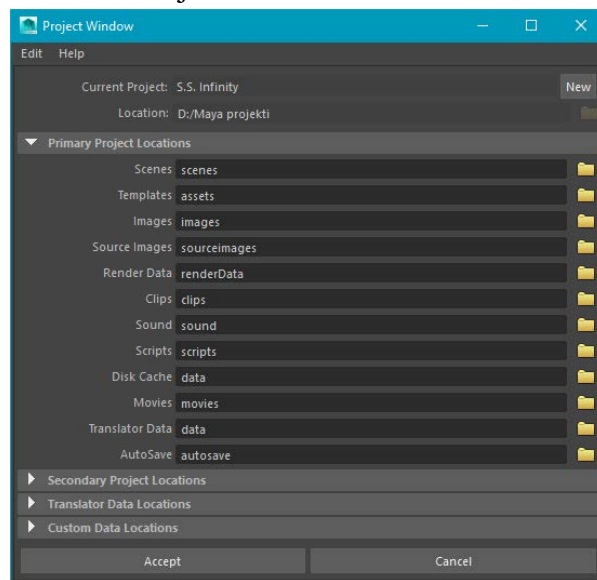 Project Window
Edit Help
Current Project: S.S. Infinity New
Location: D:/Maya projekti
Primary Project Locations
Scenes scenes
Templates assets
Images images
Source Images sourceimages
Render Data renderData
Clips clips
Sound sound
Scripts scripts
Disk Cache data
Movies movies
Translator Data data
AutoSave autosave
Secondary Project Locations
Translator Data Locations
Custom Data Locations
Accept Cancel